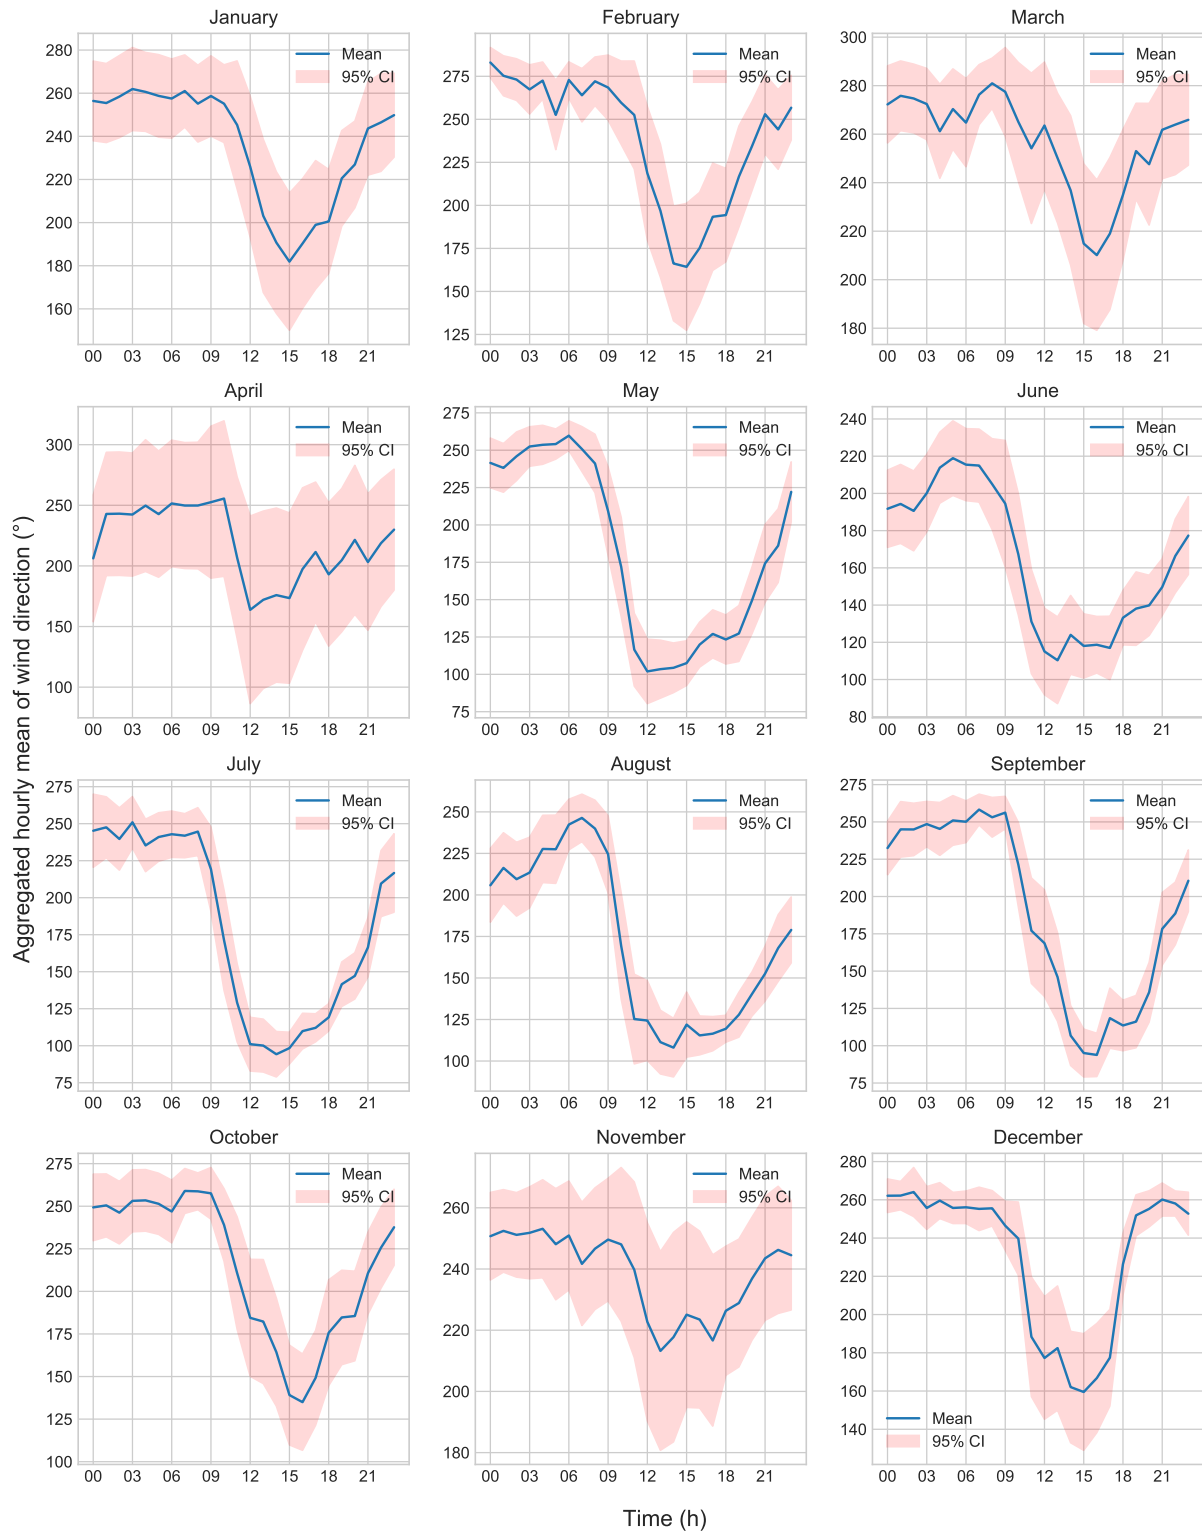 January
280
260
240
220
200
180
160
00 03 06 09 12 15 18 21
Mean
95% CI
February
275
250
225
200
175
150
125
00 03 06 09 12 15 18 21
Mean
95% CI
March
300
280
260
240
220
200
180
00 03 06 09 12 15 18 21
Mean
95% CI
April
300
250
200
150
100
00 03 06 09 12 15 18 21
Mean
95% CI
May
275
250
225
200
175
150
125
100
75
00 03 06 09 12 15 18 21
Mean
95% CI
June
240
220
200
180
160
140
120
100
80
00 03 06 09 12 15 18 21
Mean
95% CI
July
275
250
225
200
175
150
125
100
75
00 03 06 09 12 15 18 21
Mean
95% CI
August
250
225
200
175
150
125
100
00 03 06 09 12 15 18 21
Mean
95% CI
September
275
250
225
200
175
150
125
100
75
00 03 06 09 12 15 18 21
Mean
95% CI
October
275
250
225
200
175
150
125
100
00 03 06 09 12 15 18 21
Mean
95% CI
November
260
240
220
200
180
00 03 06 09 12 15 18 21
Mean
95% CI
December
280
260
240
220
200
180
160
140
00 03 06 09 12 15 18 21
Mean
95% CI
Aggregated hourly mean of wind direction (°)
Time (h)